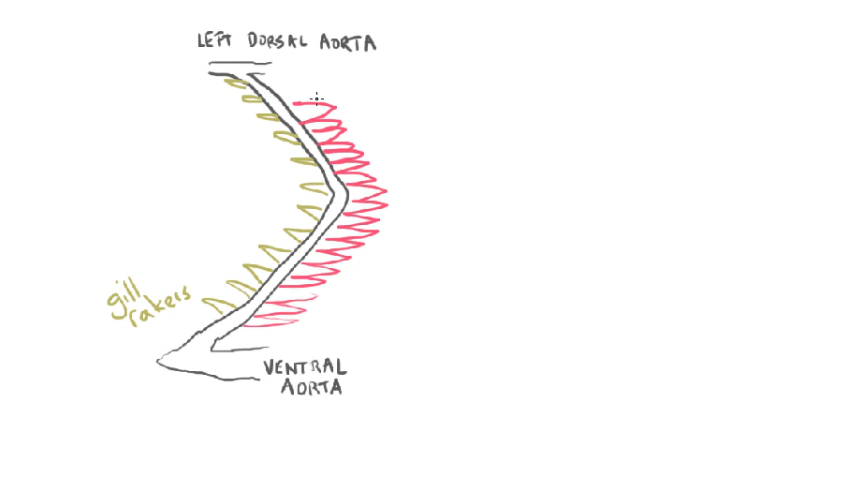 LEFT DORSAL AORTA
gill
rakers
VENTRAL
AORTA